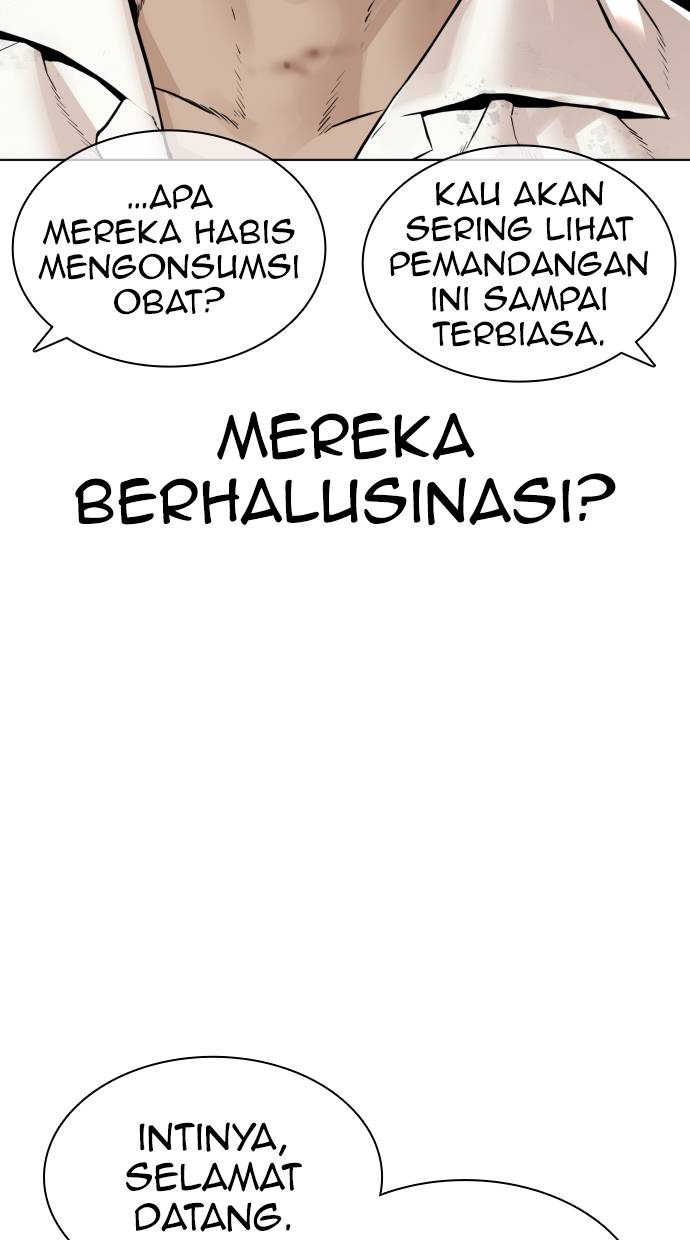 ...APA
MEREKA HABIS
MENGONSUMSI
OBAT?
KAU AKAN
SERING LIHAT
PEMANDANGAN
INI SAMPAI
TERBIASA.
MEREKA
BERHALUSINASI?
INTINYA,
SELAMAT
DATANG.